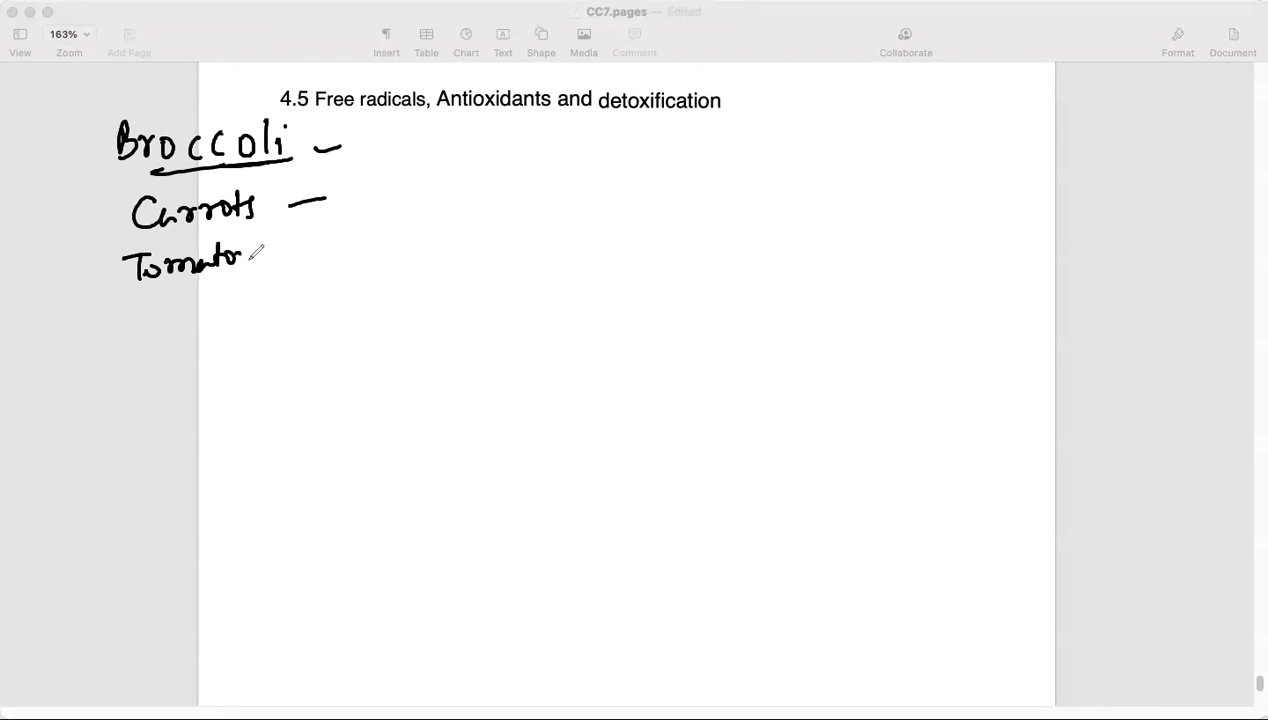 CC7.pages — Edited
163%
View Zoom Add Page Insert Table Chart Text Shape Media Comment Collaborate Format Document
4.5 Free radicals, Antioxidants and detoxification
Broccoli –
Carrots –
Tomato